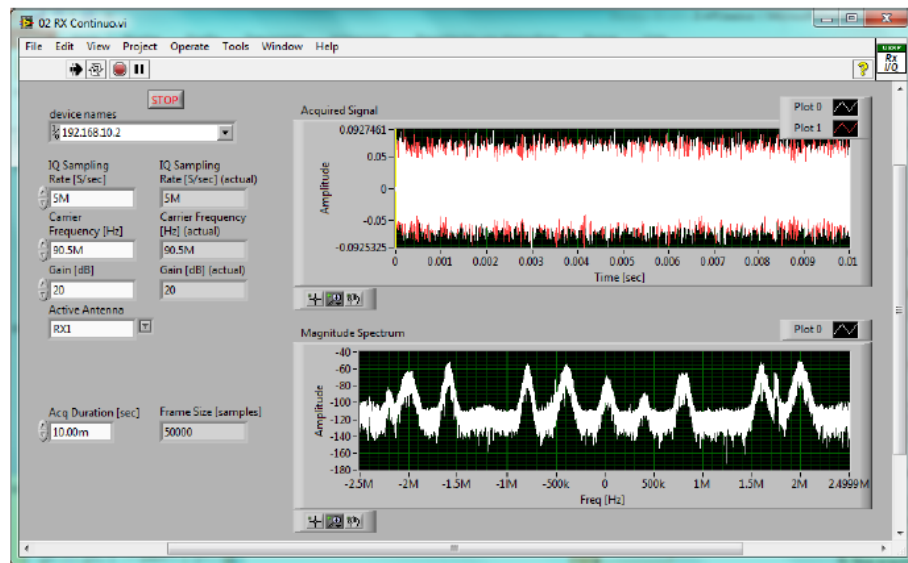 02 RX Continuo.vi
File Edit View Project Operate Tools Window Help
USRP
Rx
I/Q
STOP
device names
192.168.10.2
IQ Sampling
Rate [S/sec]
5M
IQ Sampling
Rate [S/sec] (actual)
5M
Carrier
Frequency [Hz]
90.5M
Carrier Frequency
[Hz] (actual)
90.5M
Gain [dB]
20
Gain [dB] (actual)
20
Active Antenna
RX1
Acq Duration [sec]
10.00m
Frame Size [samples]
50000
Acquired Signal
Plot 0
Plot 1
Amplitude
0.0927461
0.05
0
-0.05
-0.0925325
0 0.001 0.002 0.003 0.004 0.005 0.006 0.007 0.008 0.009 0.01
Time [sec]
Magnitude Spectrum
Plot 0
Amplitude
-40
-60
-80
-100
-120
-140
-160
-180
-2.5M -2M -1.5M -1M -500k 0 500k 1M 1.5M 2M 2.4999M
Freq [Hz]